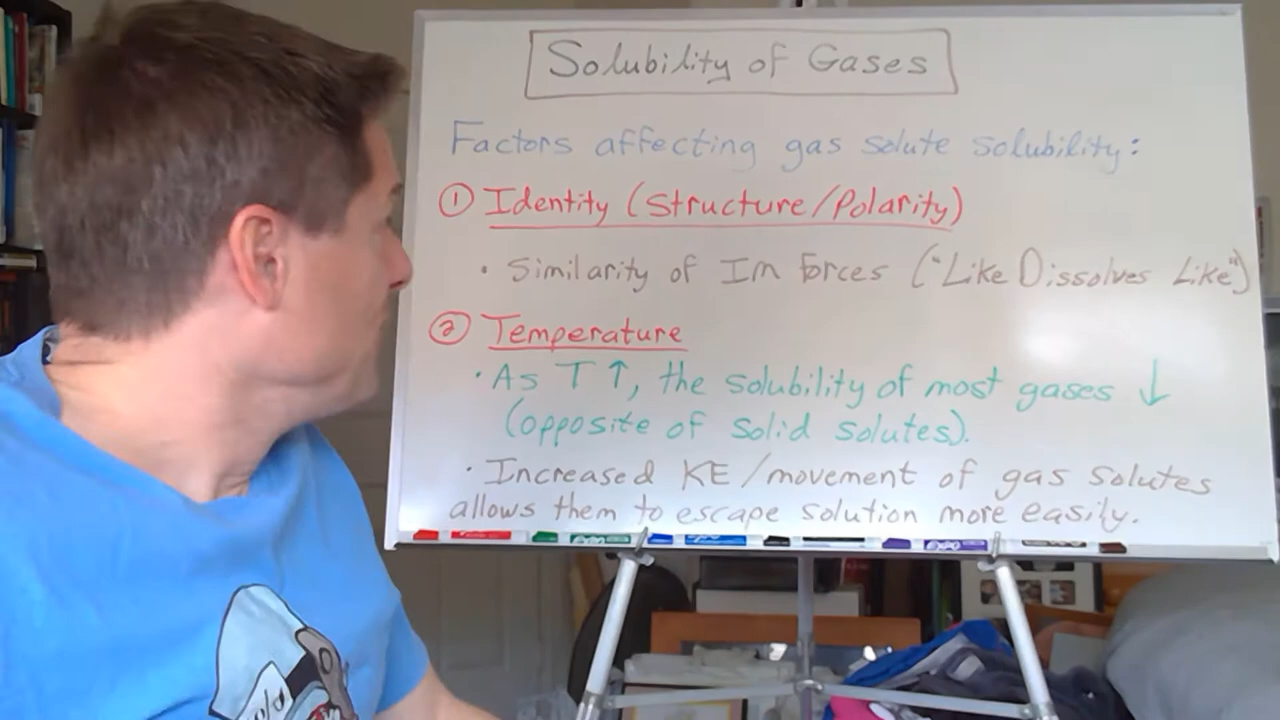 Solubility of Gases
Factors affecting gas solute solubility:
① Identity (Structure/Polarity)
• Similarity of IM Forces ("Like Dissolves Like")
② Temperature
• As T ↑, the solubility of most gases ↓
(opposite of solid solutes).
• Increased KE/movement of gas solutes
allows them to escape solution more easily.
EXPO